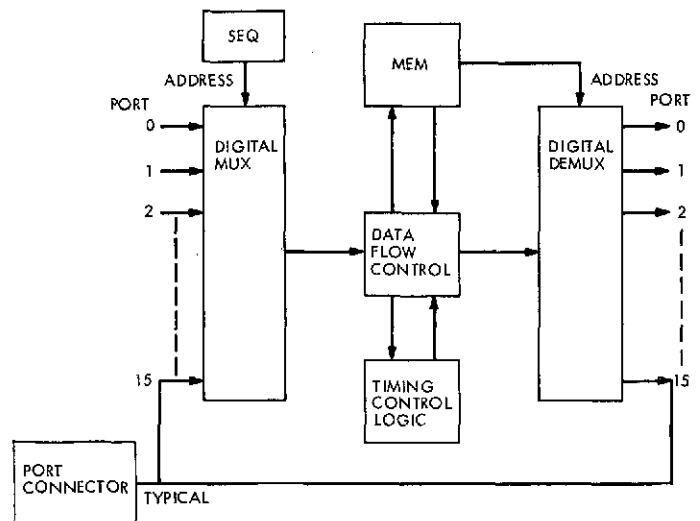 SEQ
MEM
ADDRESS
ADDRESS
PORT
PORT
0
DIGITAL
MUX
DIGITAL
DEMUX
0
1
1
2
DATA
FLOW
CONTROL
2
15
TIMING
CONTROL
LOGIC
15
PORT
CONNECTOR
TYPICAL